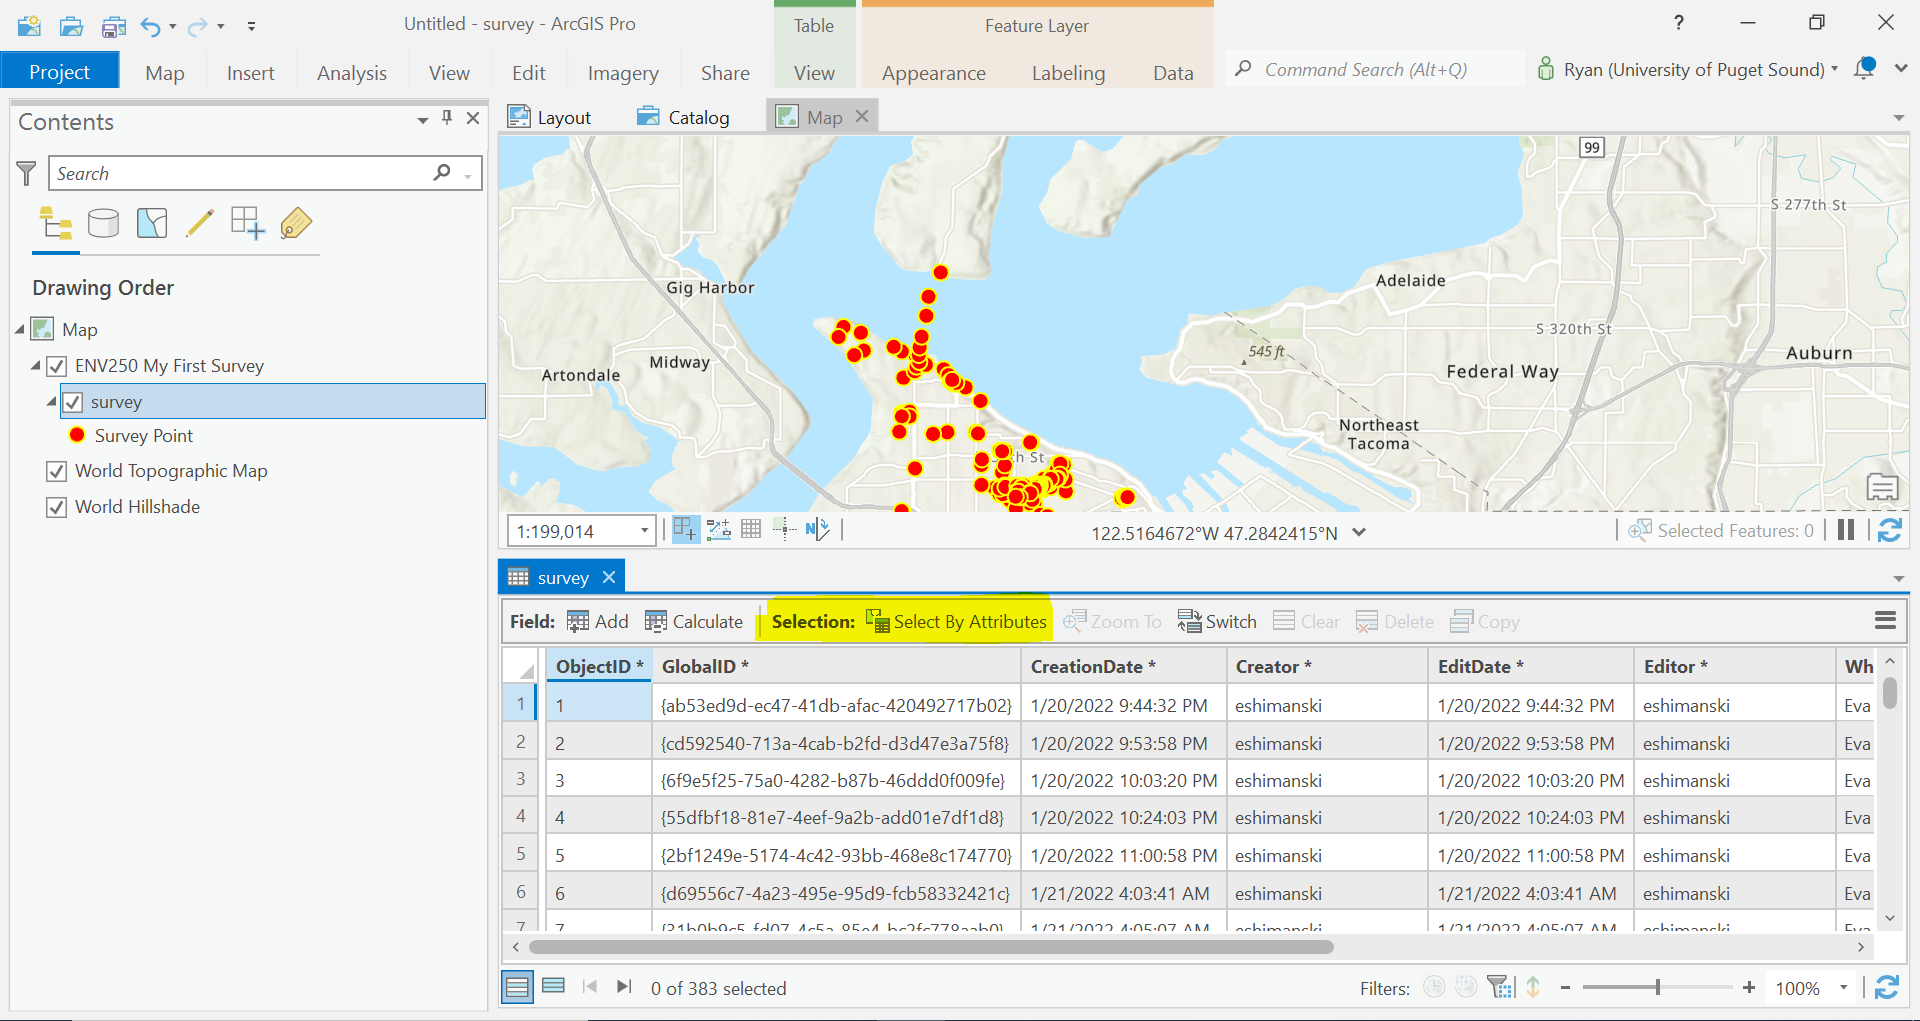 Untitled - survey - ArcGIS Pro
Table
Feature Layer
?
Project
Map
Insert
Analysis
View
Edit
Imagery
Share
View
Appearance
Labeling
Data
Command Search (Alt+Q)
Ryan (University of Puget Sound)
Contents
Layout
Catalog
Map
Search
Drawing Order
Map
ENV250 My First Survey
survey
Survey Point
World Topographic Map
World Hillshade
99
S 277th St
Gig Harbor
Adelaide
S 320th St
Midway
545 ft
Auburn
Artondale
Federal Way
Northeast
Tacoma
h St
1:199,014
122.5164672°W 47.2842415°N
Selected Features: 0
survey
Field: Add Calculate Selection: Select By Attributes Zoom To Switch Clear Delete Copy
ObjectID * GlobalID * CreationDate * Creator * EditDate * Editor * Wh
1 1 {ab53ed9d-ec47-41db-afac-420492717b02} 1/20/2022 9:44:32 PM eshimanski 1/20/2022 9:44:32 PM eshimanski Eva
2 2 {cd592540-713a-4cab-b2fd-d3d47e3a75f8} 1/20/2022 9:53:58 PM eshimanski 1/20/2022 9:53:58 PM eshimanski Eva
3 3 {6f9e5f25-75a0-4282-b87b-46ddd0f009fe} 1/20/2022 10:03:20 PM eshimanski 1/20/2022 10:03:20 PM eshimanski Eva
4 4 {55dfbf18-81e7-4eef-9a2b-add01e7df1d8} 1/20/2022 10:24:03 PM eshimanski 1/20/2022 10:24:03 PM eshimanski Eva
5 5 {2bf1249e-5174-4c42-93bb-468e8c174770} 1/20/2022 11:00:58 PM eshimanski 1/20/2022 11:00:58 PM eshimanski Eva
6 6 {d69556c7-4a23-495e-95d9-fcb58332421c} 1/21/2022 4:03:41 AM eshimanski 1/21/2022 4:03:41 AM eshimanski Eva
7 7 {31b0b9c5-fd07-4c5a-85e4-bc2fc778aab0} 1/21/2022 4:05:07 AM eshimanski 1/21/2022 4:05:07 AM eshimanski Eva
0 of 383 selected
Filters:
100%